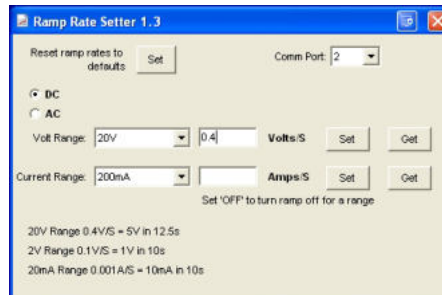 Ramp Rate Setter 1.3
Reset ramp rates to defaults Set Comm Port: 2
DC
AC
Volt Range: 20V 0.4 Volts/S Set Get
Current Range: 200mA Amps/S Set Get
Set 'OFF' to turn ramp off for a range
20V Range 0.4V/S = 5V in 12.5s
2V Range 0.1V/S = 1V in 10s
20mA Range 0.001A/S = 10mA in 10s